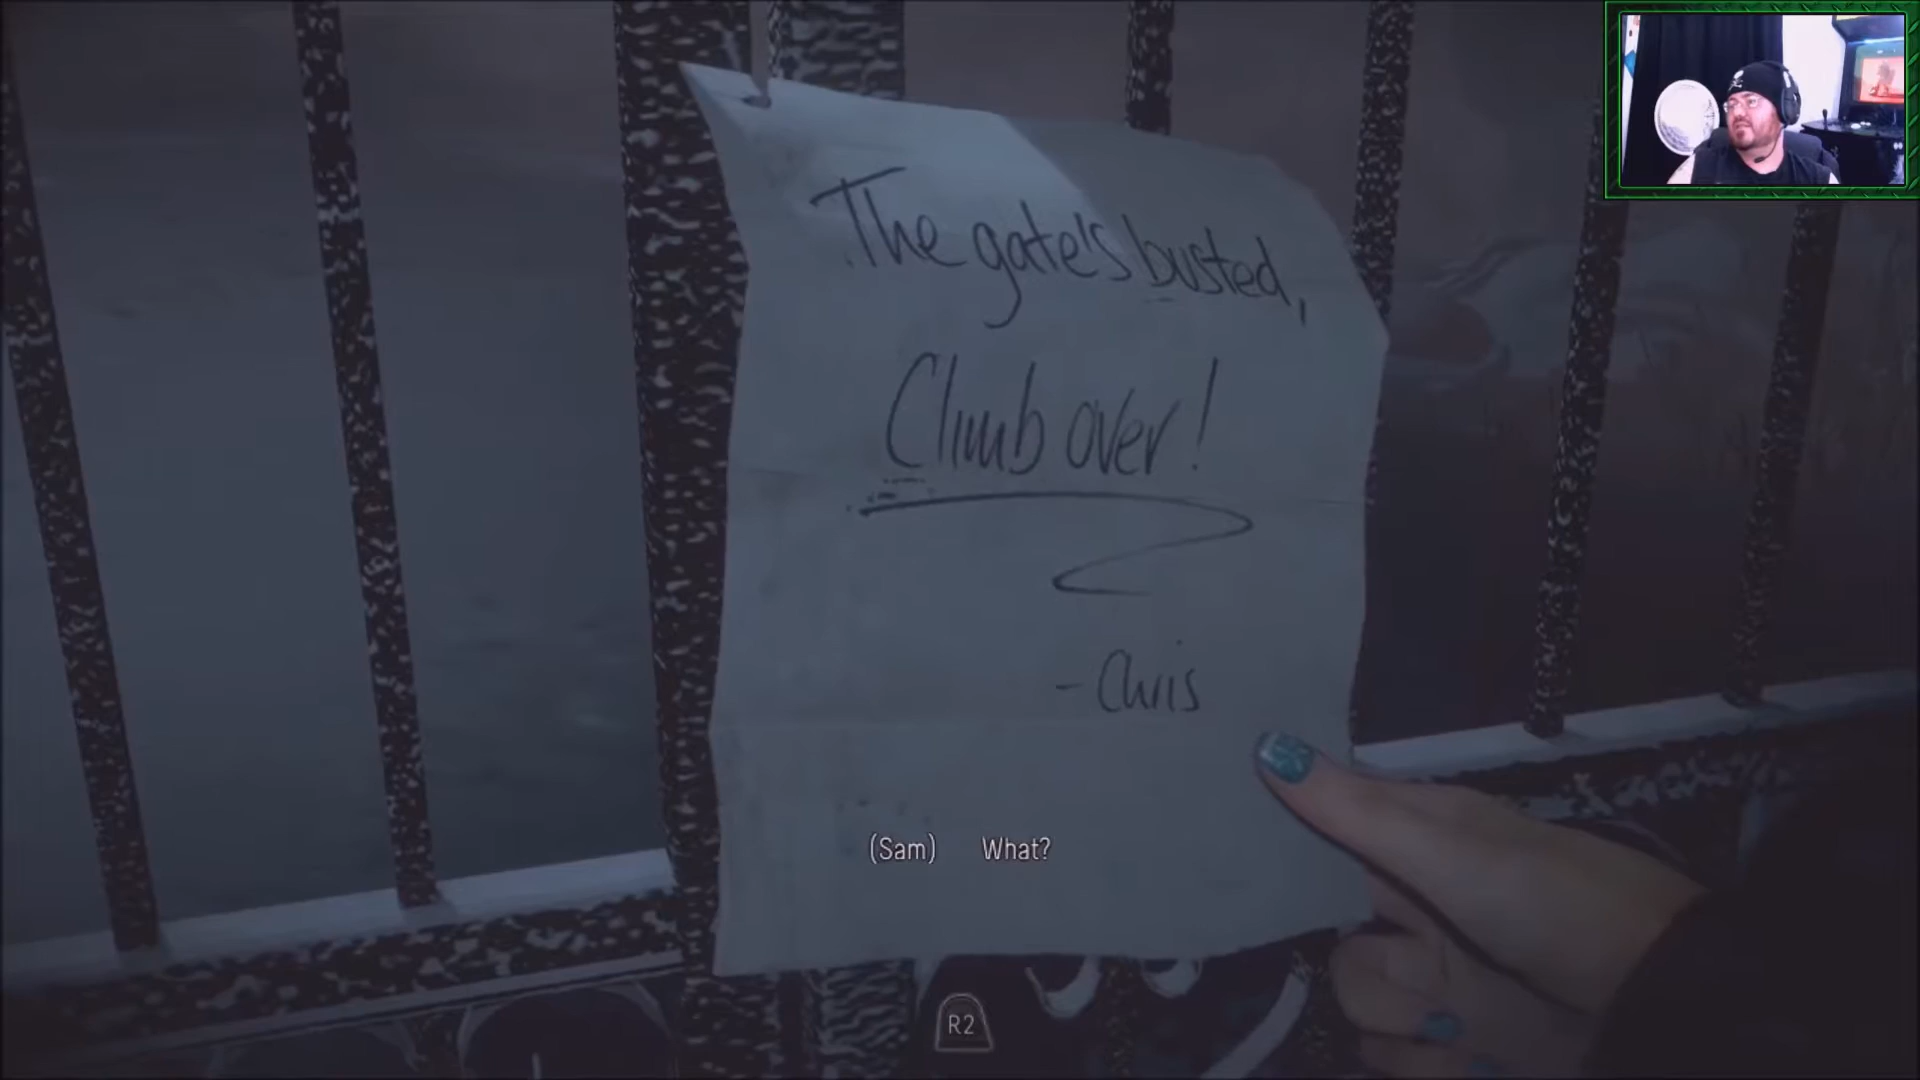 The gate's busted,
Climb over!
- Chris
(Sam) What?
R2